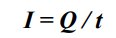 I = Q / t